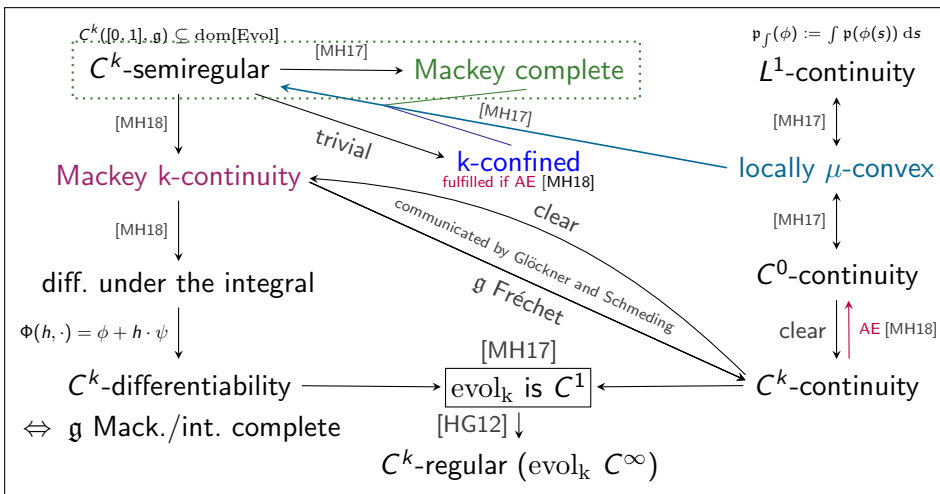 C^k([0, 1], 𝔤) ⊆ dom[Evol]
𝔭_∫(ϕ) := ∫ 𝔭(ϕ(s)) ds
C^k-semiregular
[MH17]
Mackey complete
L^1-continuity
[MH18]
trivial
[MH17]
[MH17]
Mackey k-continuity
k-confined
fulfilled if AE [MH18]
locally μ-convex
[MH18]
clear
communicated by Glöckner and Schmeding
𝔤 Fréchet
[MH17]
diff. under the integral
C^0-continuity
Φ(h, ·) = ϕ + h · ψ
clear
AE [MH18]
[MH17]
C^k-differentiability
evol_k is C^1
C^k-continuity
⇔ 𝔤 Mack./int. complete
[HG12]
C^k-regular (evol_k C^∞)